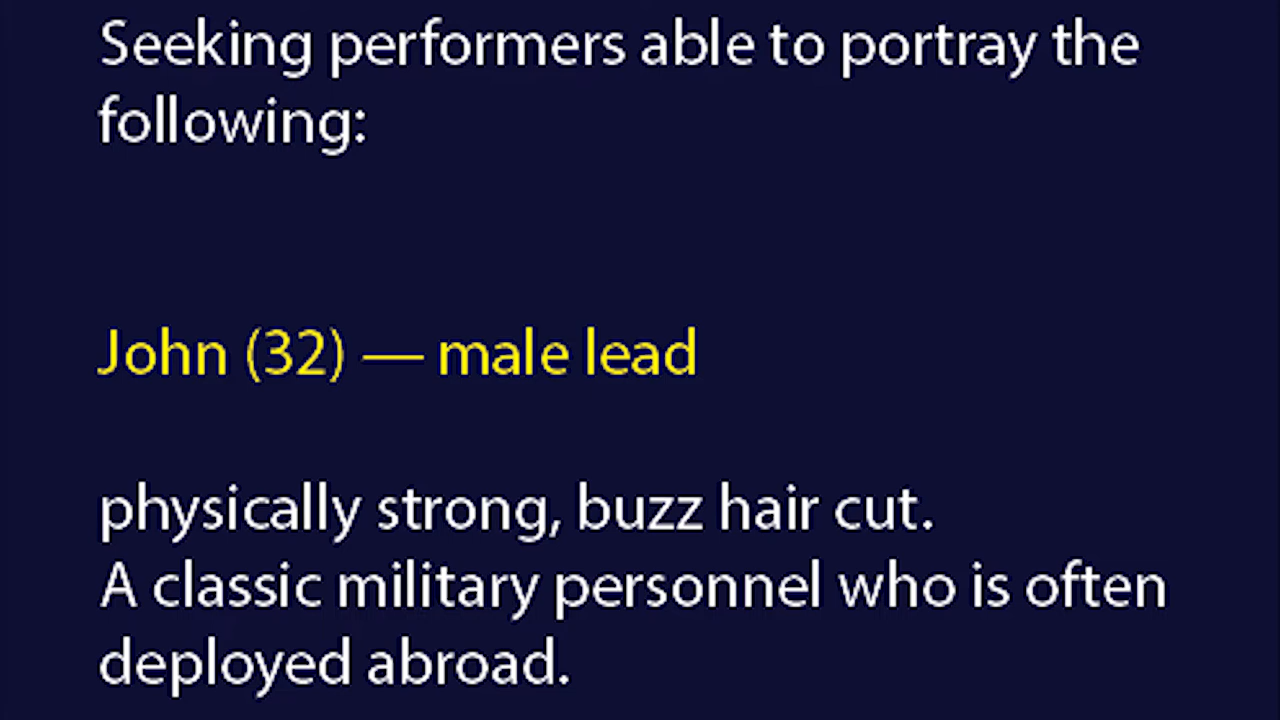 Seeking performers able to portray the
following:
John (32) — male lead
physically strong, buzz hair cut.
A classic military personnel who is often
deployed abroad.